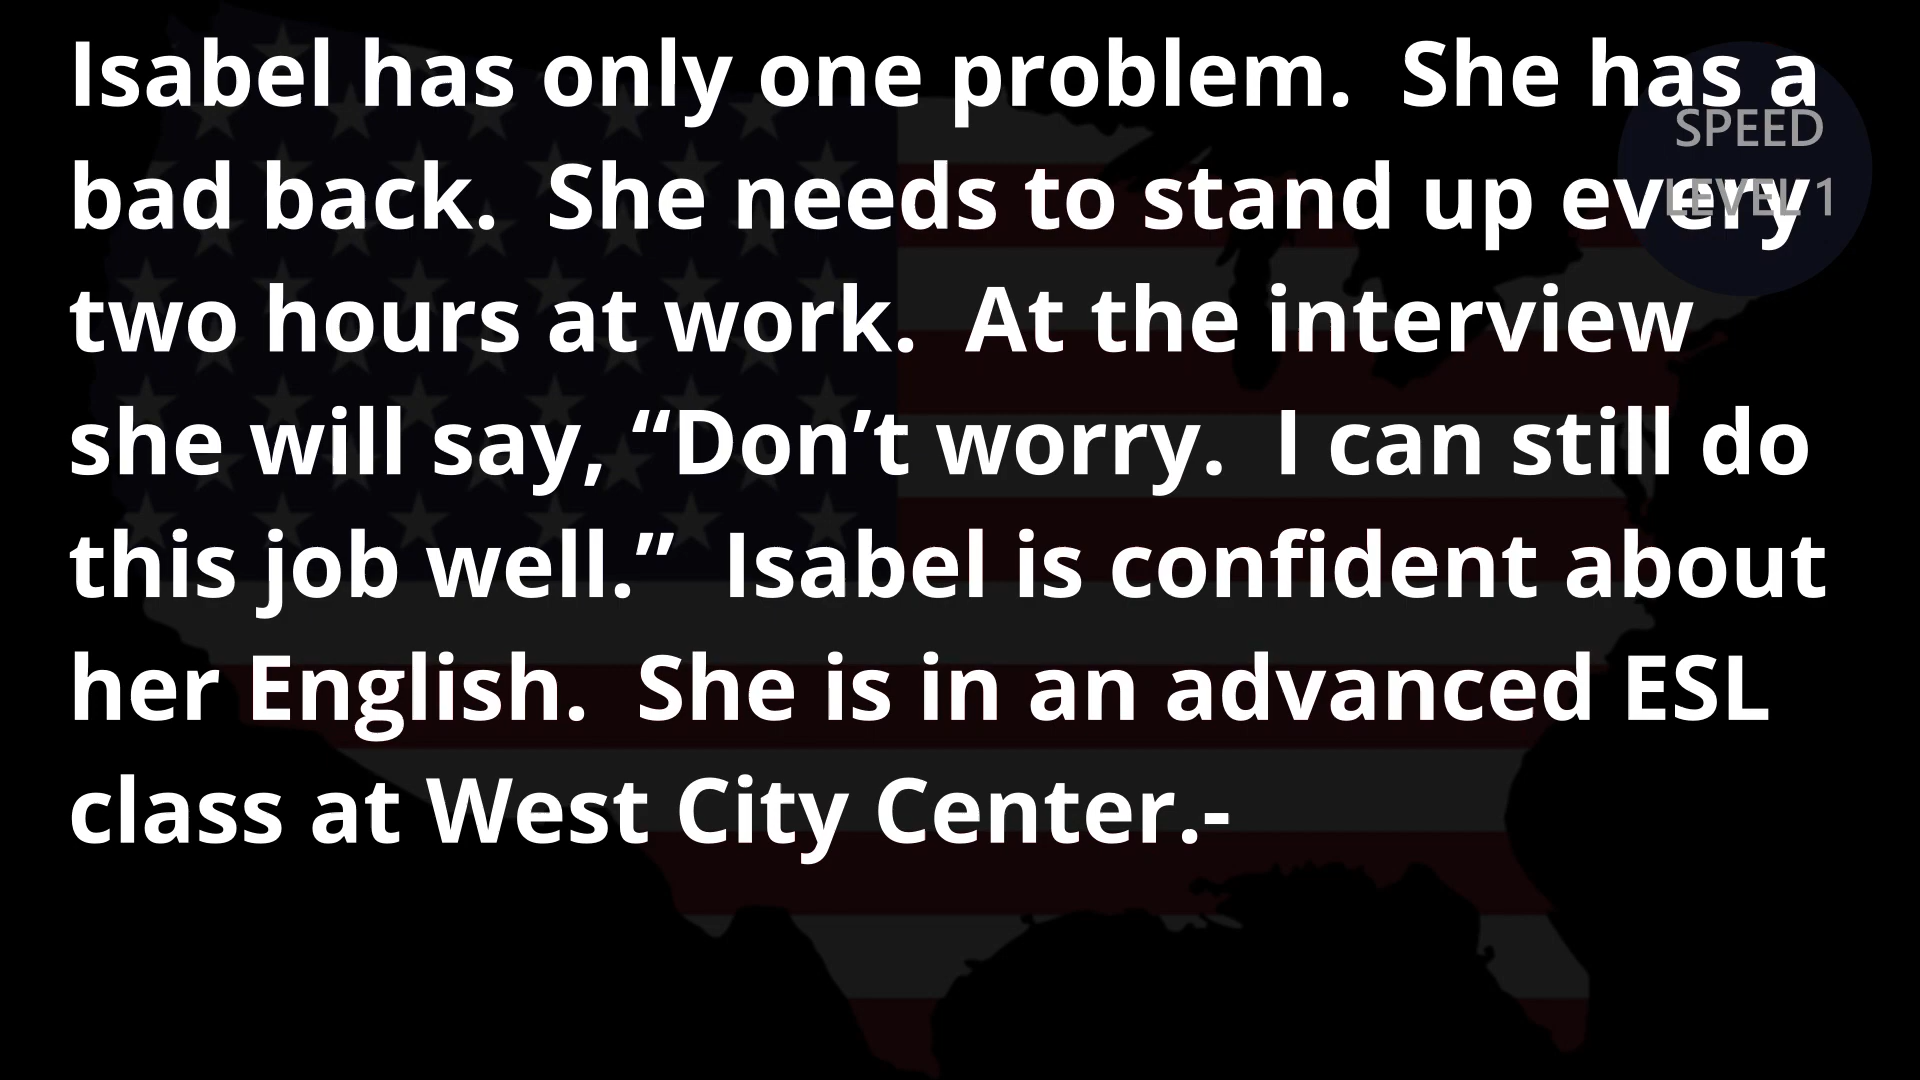 Isabel has only one problem.  She has a
SPEED
bad back.  She needs to stand up every
LEVEL 1
two hours at work.  At the interview
she will say, “Don’t worry.  I can still do
this job well.”  Isabel is confident about
her English.  She is in an advanced ESL
class at West City Center.-